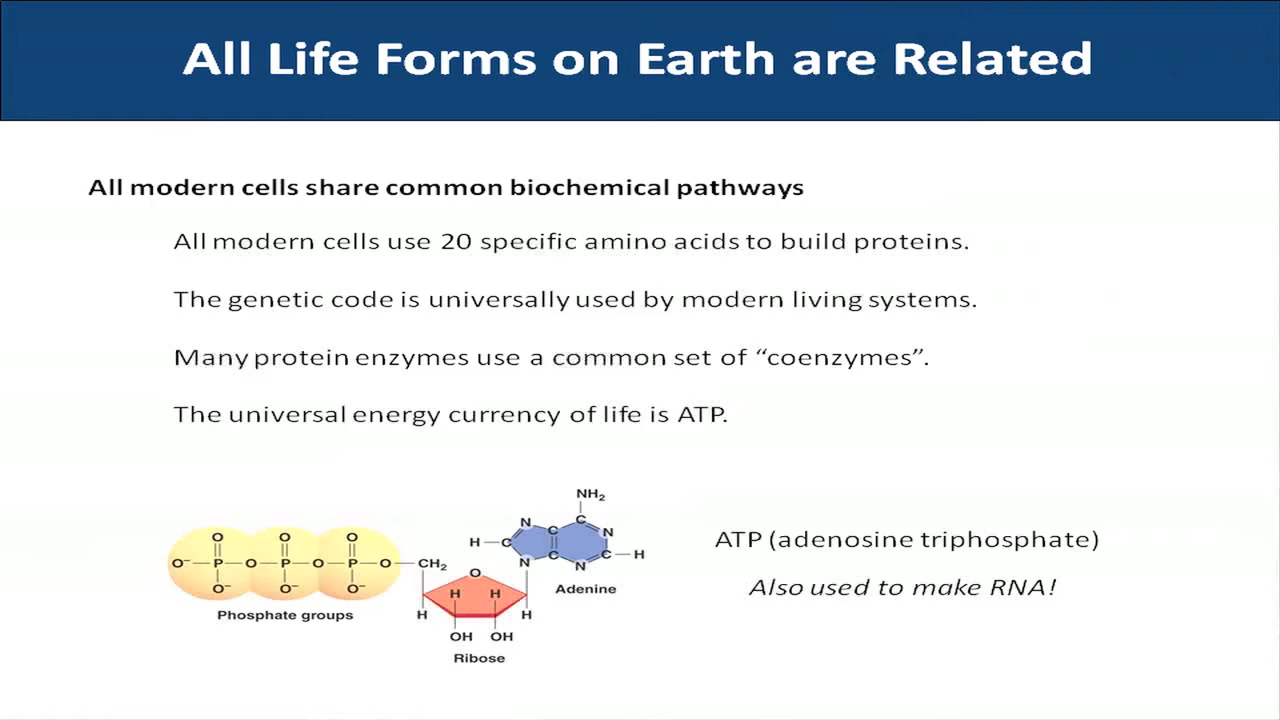 All Life Forms on Earth are Related
All modern cells share common biochemical pathways
All modern cells use 20 specific amino acids to build proteins.
The genetic code is universally used by modern living systems.
Many protein enzymes use a common set of “coenzymes”.
The universal energy currency of life is ATP.
NH₂
N C N
H C C C H
N N
Adenine
O O O
O⁻ P O P O P O CH₂ O
O⁻ O⁻ O⁻
Phosphate groups
H H H H
OH OH
Ribose
ATP (adenosine triphosphate)
Also used to make RNA!